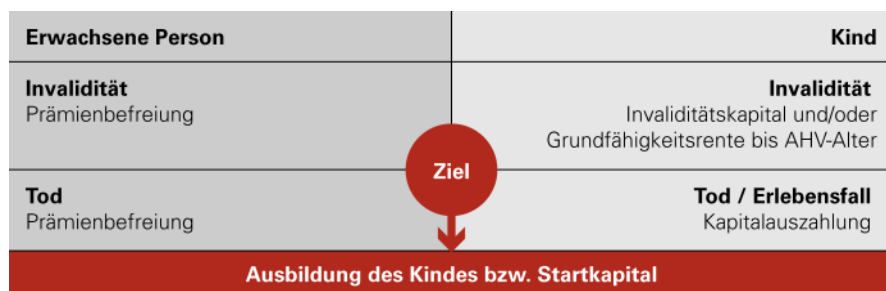 Erwachsene Person
Kind
Invalidität
Prämienbefreiung
Invalidität
Invaliditätskapital und/oder
Grundfähigkeitsrente bis AHV-Alter
Ziel
Tod
Prämienbefreiung
Tod / Erlebensfall
Kapitalauszahlung
Ausbildung des Kindes bzw. Startkapital